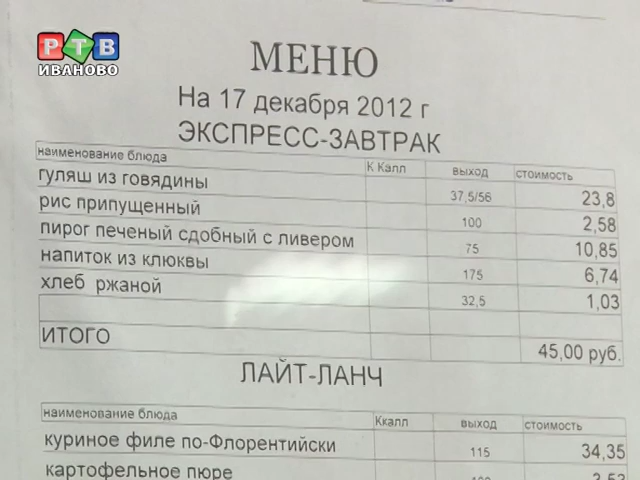 РТВ
ИВАНОВО
МЕНЮ
На 17 декабря 2012 г
ЭКСПРЕСС-ЗАВТРАК
наименование блюда К Калл выход стоимость
гуляш из говядины 37,5/56 23,8
рис припущенный 100 2,58
пирог печеный сдобный с ливером 75 10,85
напиток из клюквы 175 6,74
хлеб ржаной 32,5 1,03
ИТОГО 45,00 руб.
ЛАЙТ-ЛАНЧ
наименование блюда Ккалл выход стоимость
куриное филе по-Флорентийски 115 34,35
картофельное пюре